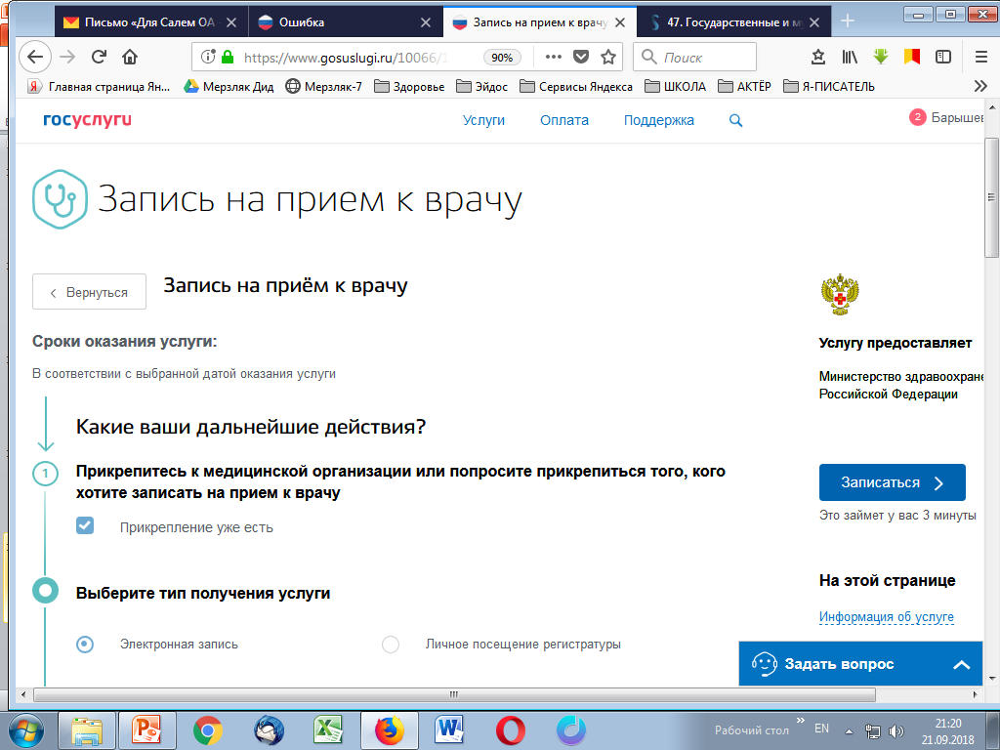 Письмо «Для Салем ОА
Ошибка
Запись на прием к врачу
47. Государственные и м
https://www.gosuslugi.ru/10066/
90%
Поиск
Главная страница Ян...
Мерзляк Дид
Мерзляк-7
Здоровье
Эйдос
Сервисы Яндекса
ШКОЛА
АКТЁР
Я-ПИСАТЕЛЬ
госуслуги
Услуги
Оплата
Поддержка
2
Барышев
Запись на прием к врачу
Вернуться
Запись на приём к врачу
Сроки оказания услуги:
В соответствии с выбранной датой оказания услуги
Услугу предоставляет
Министерство здравоохране
Российской Федерации
Какие ваши дальнейшие действия?
1
Прикрепитесь к медицинской организации или попросите прикрепиться того, кого
хотите записать на прием к врачу
Прикрепление уже есть
Записаться
Это займет у вас 3 минуты
Выберите тип получения услуги
Электронная запись
Личное посещение регистратуры
На этой странице
Информация об услуге
Задать вопрос
Рабочий стол
EN
21:20
21.09.2018